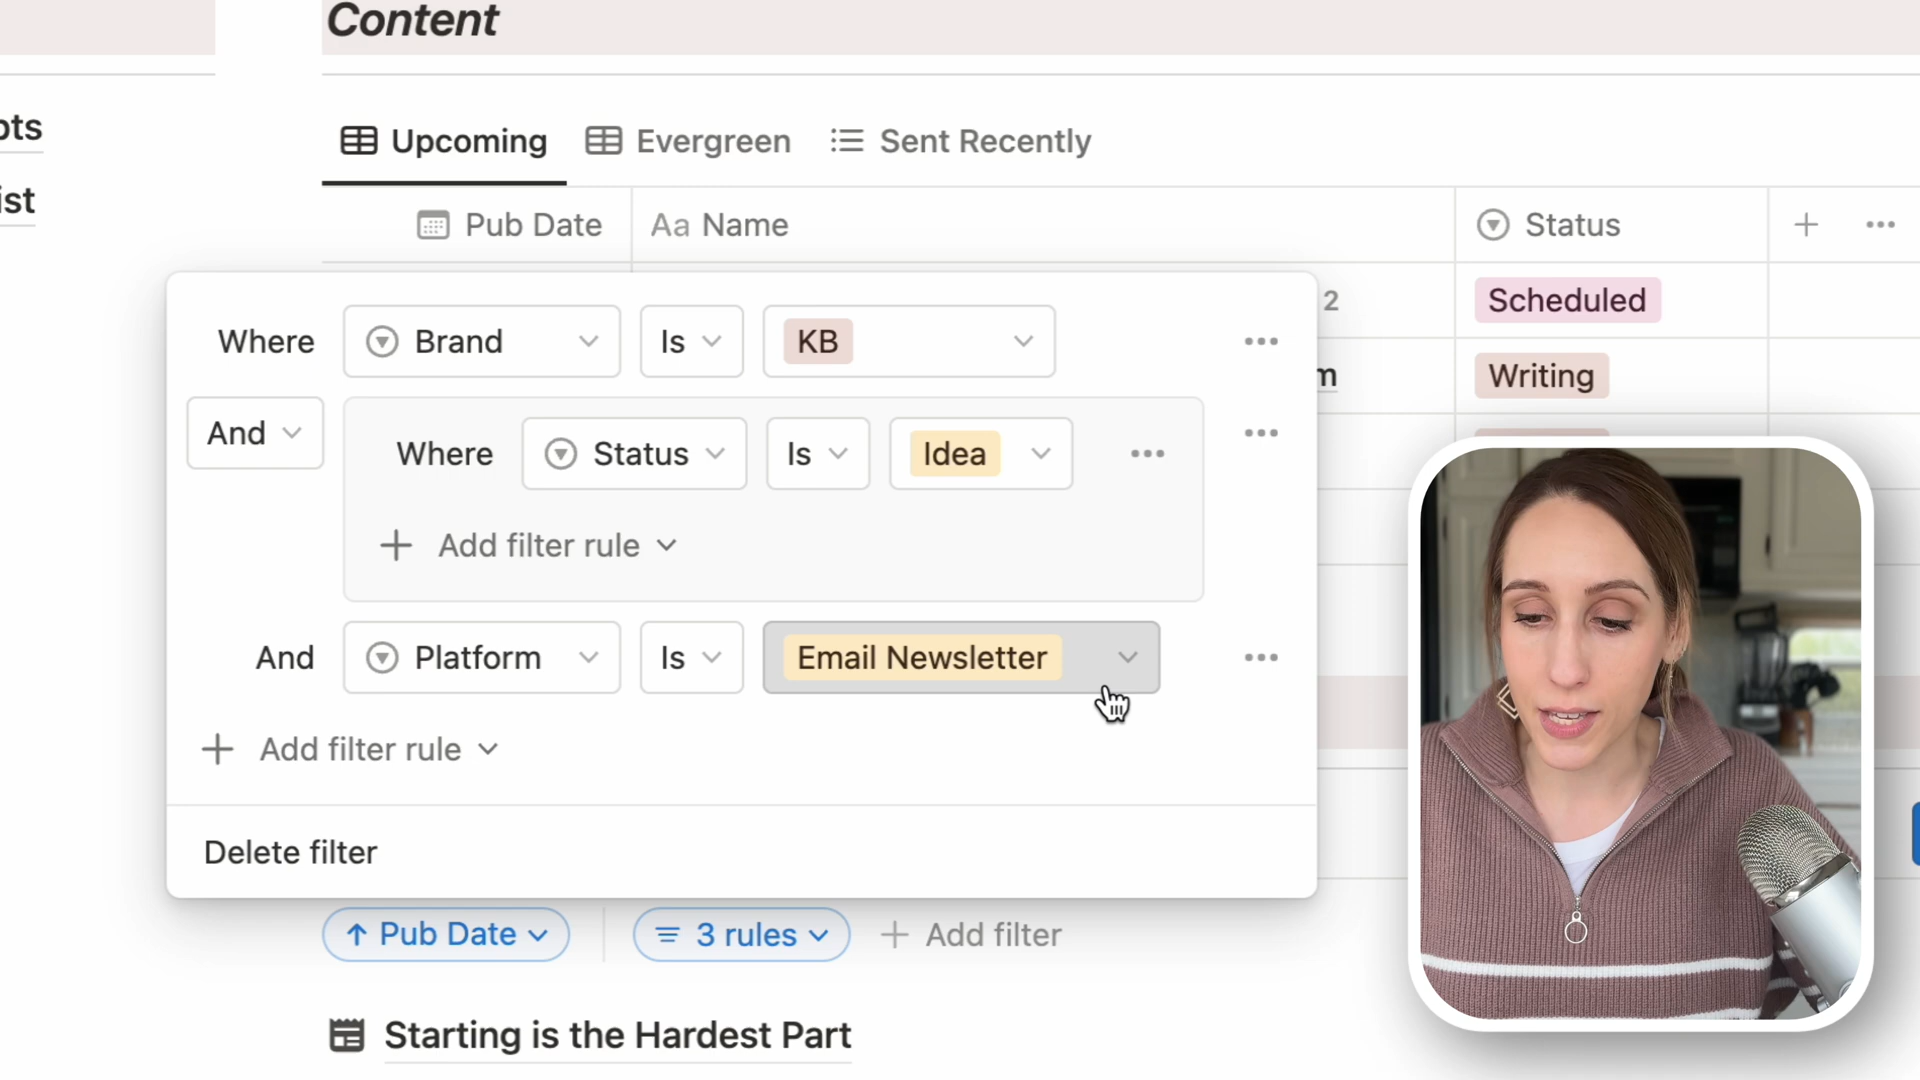 Content
pts
ist
Upcoming
Evergreen
Sent Recently
Pub Date
Aa Name
Status
2
Scheduled
m
Writing
Where Brand Is KB
And
Where Status Is Idea
+ Add filter rule
And Platform Is Email Newsletter
+ Add filter rule
Delete filter
↑ Pub Date
3 rules
+ Add filter
Starting is the Hardest Part